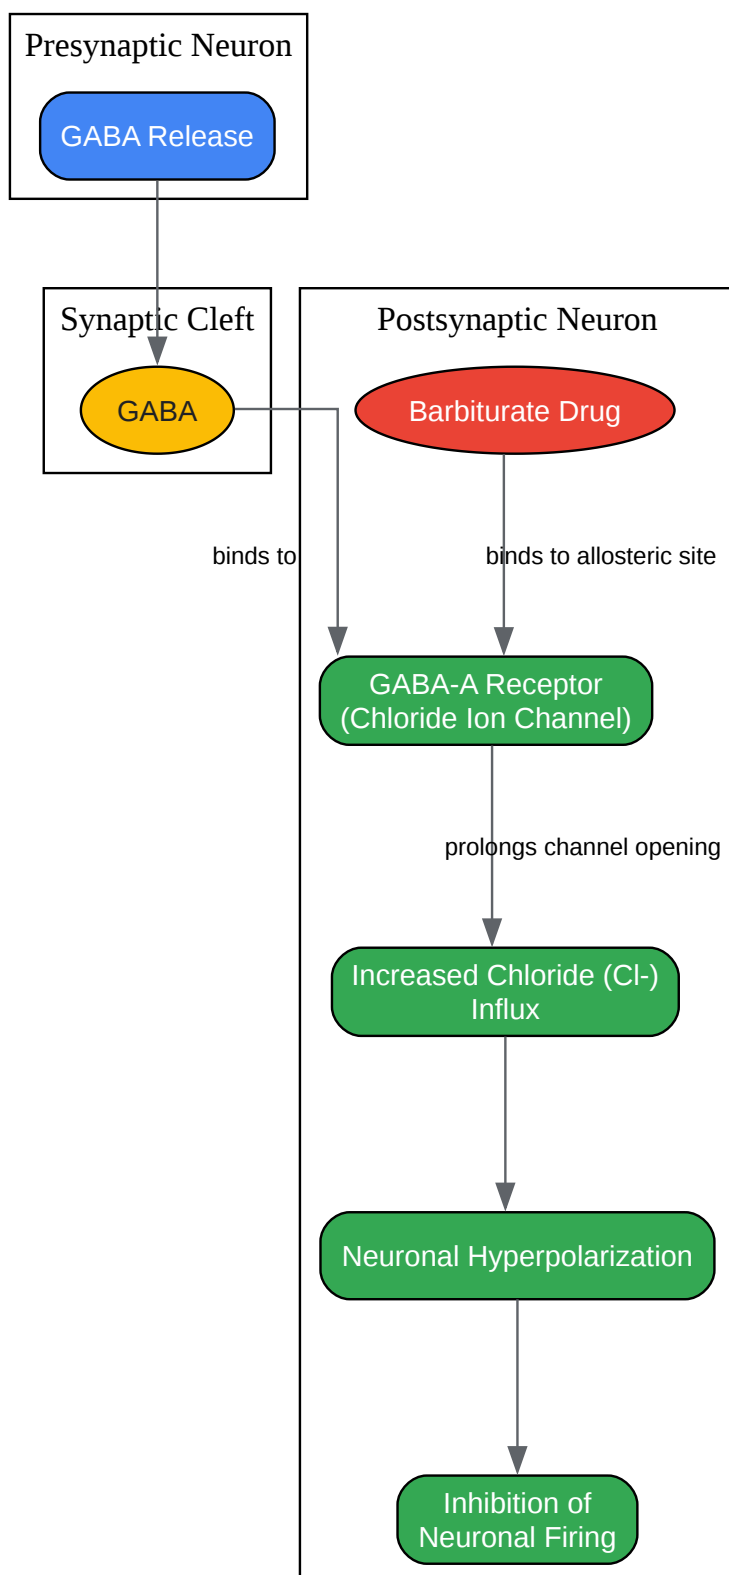 Presynaptic Neuron
GABA Release
Synaptic Cleft
Postsynaptic Neuron
GABA
Barbiturate Drug
binds to
binds to allosteric site
GABA-A Receptor
(Chloride Ion Channel)
prolongs channel opening
Increased Chloride (Cl-)
Influx
Neuronal Hyperpolarization
Inhibition of
Neuronal Firing